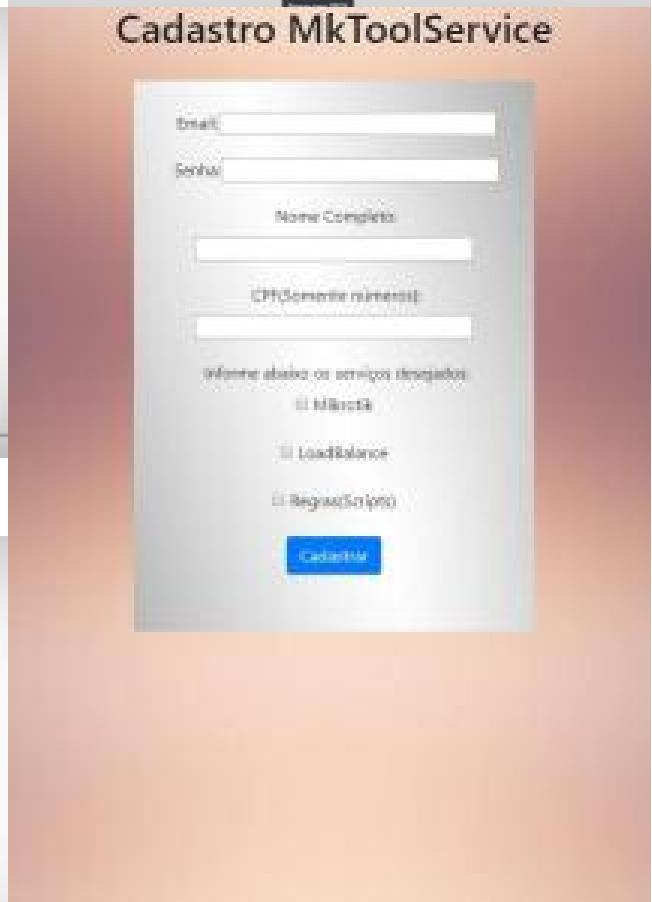 Cadastro MkToolService
Email:
Senha:
Nome Completo:
CPF(Somente números):
Informe abaixo os serviços desejados:
Mikrotik
LoadBalance
Regras(Scripts)
Cadastrar